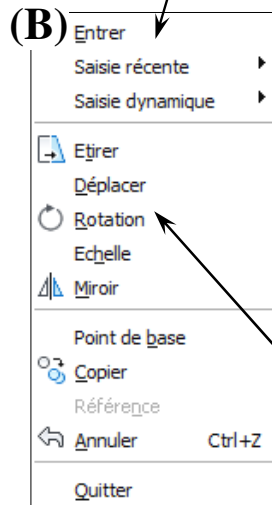 (B)
Entrer
Saisie récente
Saisie dynamique
Etirer
Déplacer
Rotation
Echelle
Miroir
Point de base
Copier
Référence
Annuler Ctrl+Z
Quitter